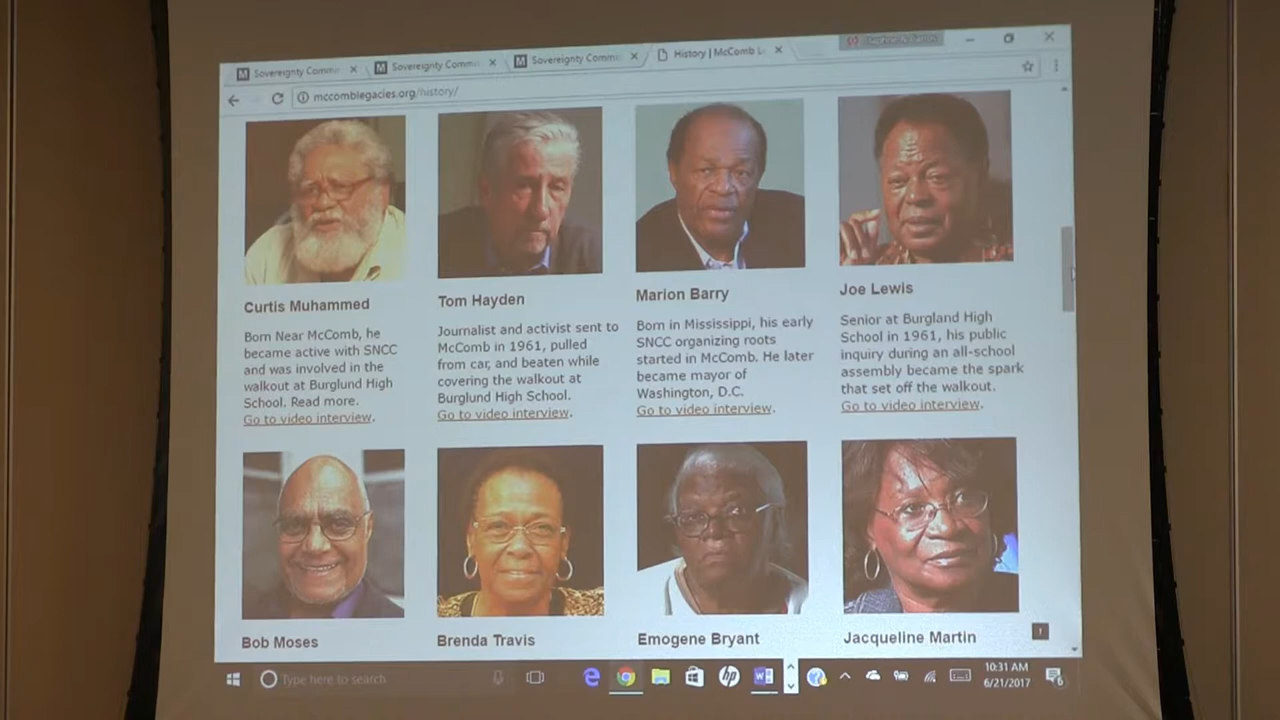 Sovereignty Commi
Sovereignty Commi
Sovereignty Commi
History | McComb L
mccomblegacies.org/history/
Curtis Muhammed
Born Near McComb, he
became active with SNCC
and was involved in the
walkout at Burglund High
School. Read more.
Go to video interview.
Tom Hayden
Journalist and activist sent to
McComb in 1961, pulled
from car, and beaten while
covering the walkout at
Burglund High School.
Go to video interview.
Marion Barry
Born in Mississippi, his early
SNCC organizing roots
started in McComb. He later
became mayor of
Washington, D.C.
Go to video interview.
Joe Lewis
Senior at Burgland High
School in 1961, his public
inquiry during an all-school
assembly became the spark
that set off the walkout.
Go to video interview.
Bob Moses
Brenda Travis
Emogene Bryant
Jacqueline Martin
Type here to search
hp
10:31 AM
6/21/2017